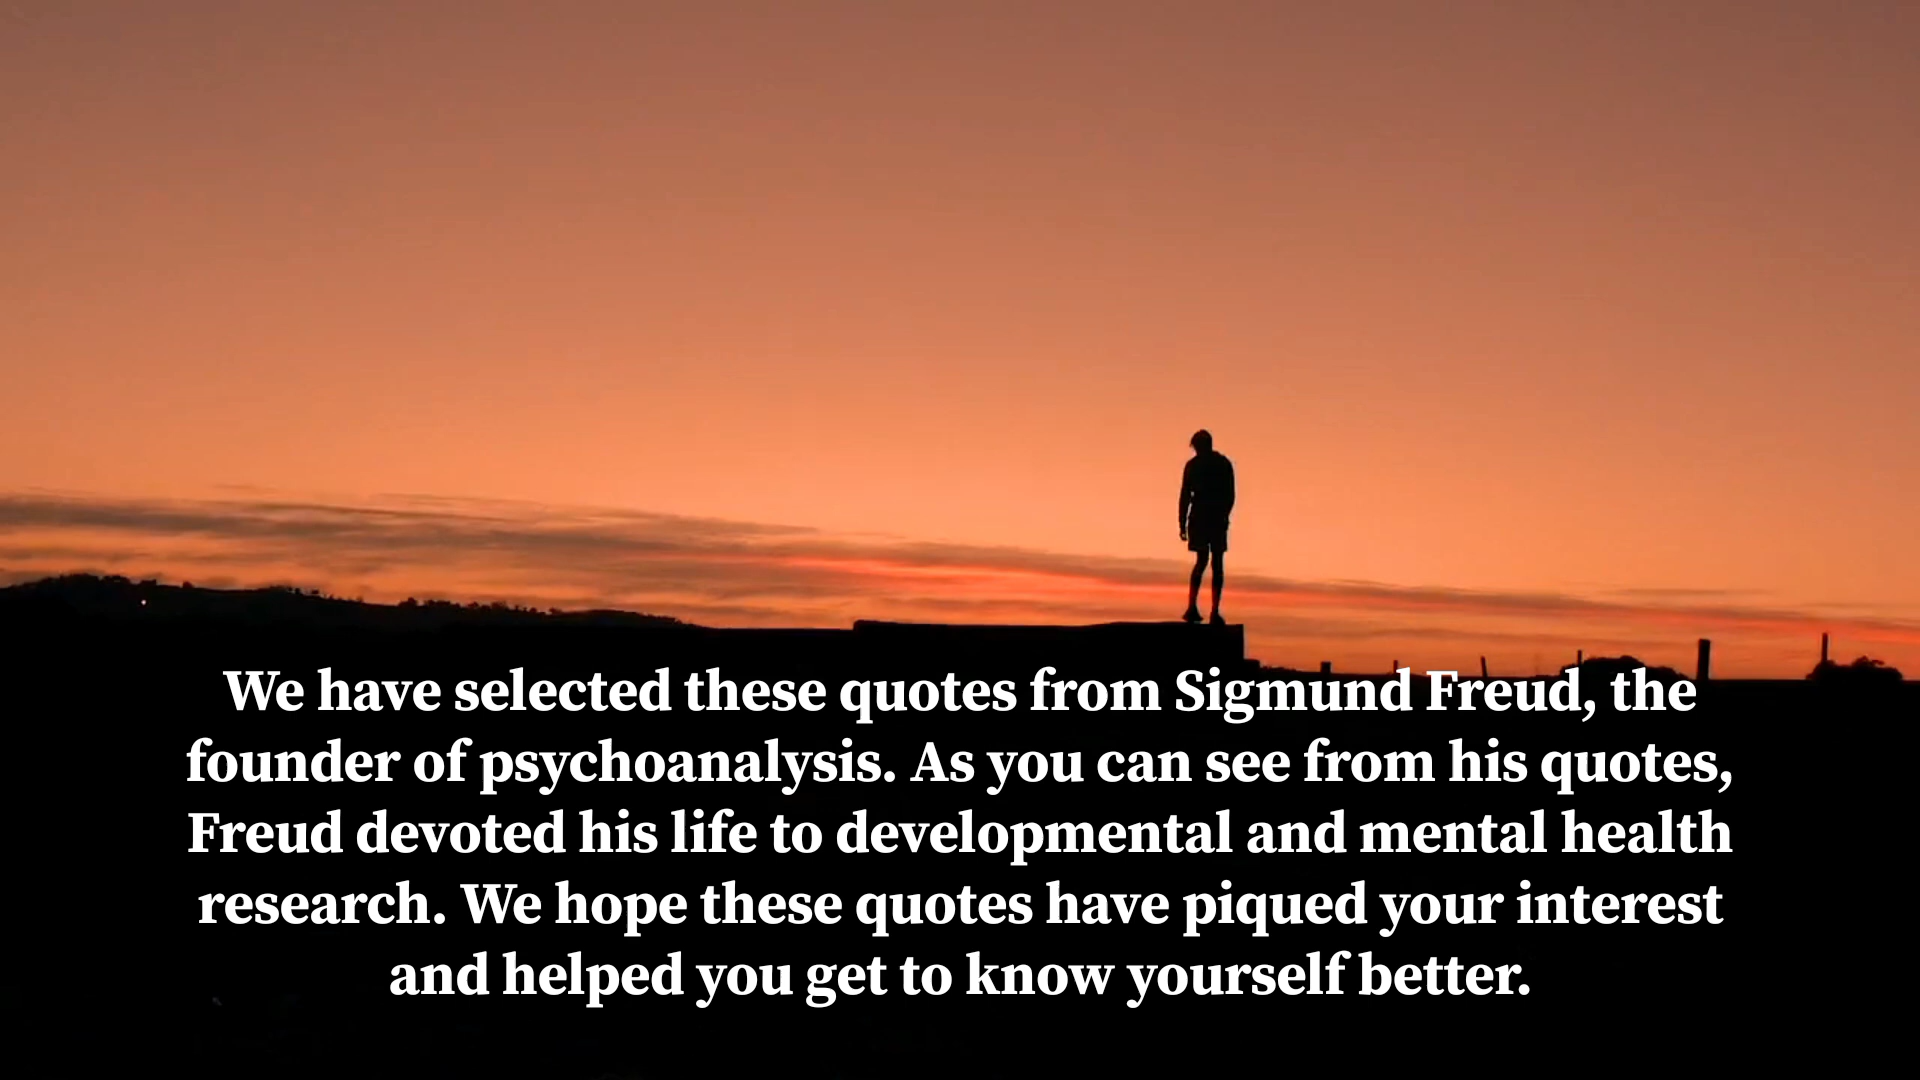 We have selected these quotes from Sigmund Freud, the
founder of psychoanalysis. As you can see from his quotes,
Freud devoted his life to developmental and mental health
research. We hope these quotes have piqued your interest
and helped you get to know yourself better.